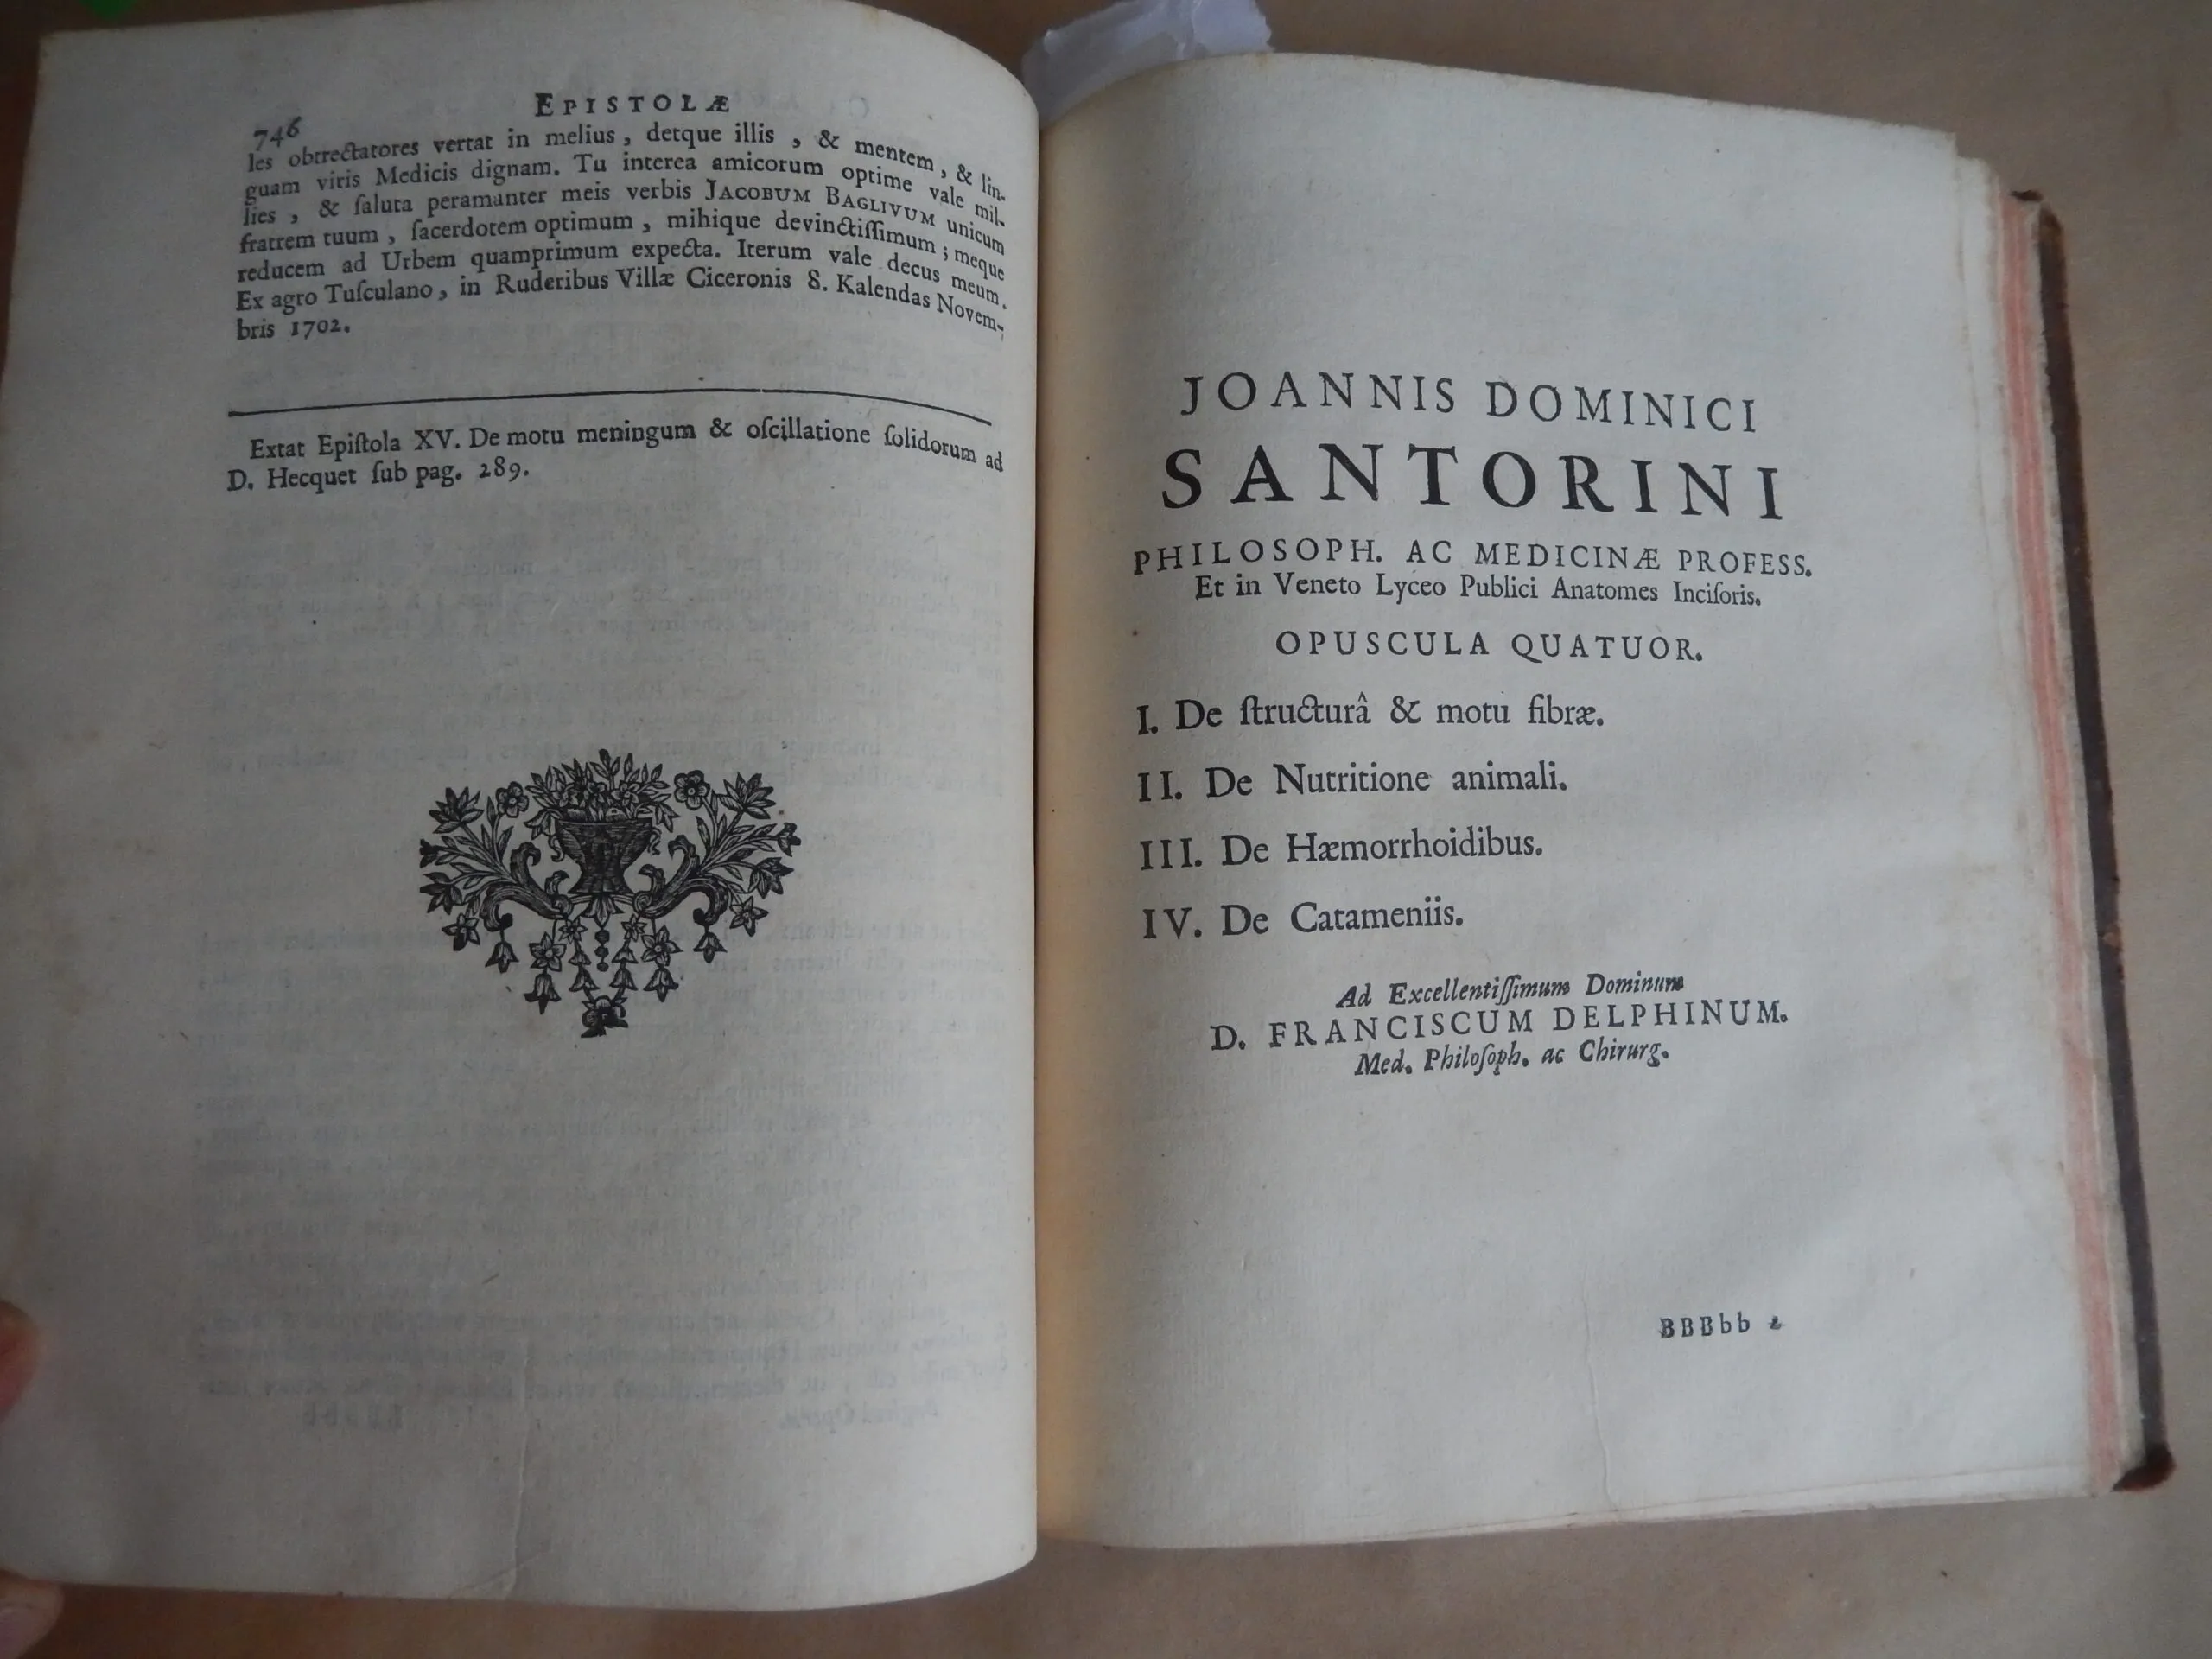 746
EPISTOLÆ
les obtrectatores vertat in melius, detque illis, & mentem, & lin-
guam viris Medicis dignam. Tu interea amicorum optime vale mil-
lies, & ſaluta peramanter meis verbis JACOBUM BAGLIVUM unicum
fratrem tuum, ſacerdotem optimum, mihique devinctiſſimum; meque
reducem ad Urbem quamprimum expecta. Iterum vale decus meum.
Ex agro Tuſculano, in Ruderibus Villæ Ciceronis 8. Kalendas Novem-
bris 1702.
Extat Epiſtola XV. De motu meningum & oſcillatione ſolidorum ad
D. Hecquet ſub pag. 289.
JOANNIS DOMINICI
SANTORINI
PHILOSOPH. AC MEDICINÆ PROFESS.
Et in Veneto Lyceo Publici Anatomes Inciſoris.
OPUSCULA QUATUOR.
I. De ſtructurâ & motu fibræ.
II. De Nutritione animali.
III. De Hæmorrhoidibus.
IV. De Catameniis.
Ad Excellentiſſimum Dominum
D. FRANCISCUM DELPHINUM.
Med. Philoſoph. ac Chirurg.
BBBbb 2